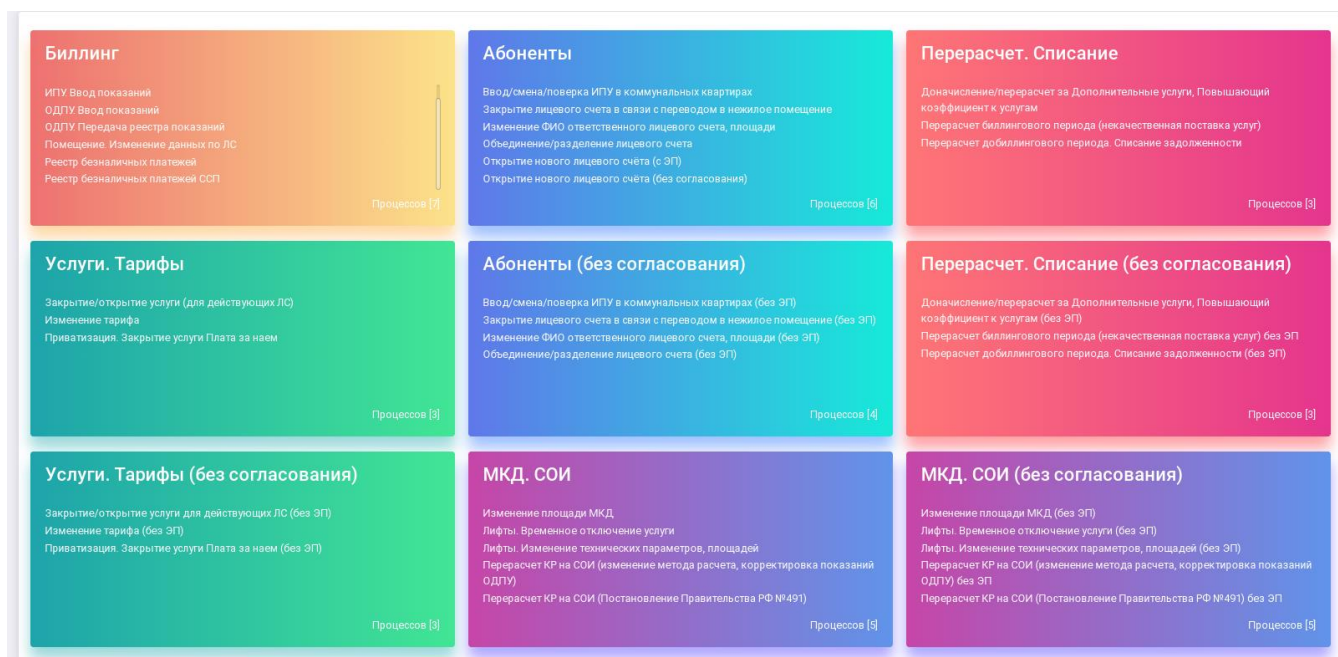 Биллинг
ИПУ. Ввод показаний
ОДПУ. Ввод показаний
ОДПУ. Передача реестра показаний
Помещение. Изменение данных по ЛС
Реестр безналичных платежей
Реестр безналичных платежей ССП
Процессов [7]
Абоненты
Ввод/смена/поверка ИПУ в коммунальных квартирах
Закрытие лицевого счета в связи с переводом в нежилое помещение
Изменение ФИО ответственного лицевого счета, площади
Объединение/разделение лицевого счета
Открытие нового лицевого счёта (с ЭП)
Открытие нового лицевого счёта (без согласования)
Процессов [6]
Перерасчет. Списание
Доначисление/перерасчет за Дополнительные услуги, Повышающий
коэффициент к услугам
Перерасчет биллингового периода (некачественная поставка услуг)
Перерасчет добиллингового периода. Списание задолженности
Процессов [3]
Услуги. Тарифы
Закрытие/открытие услуги (для действующих ЛС)
Изменение тарифа
Приватизация. Закрытие услуги Плата за наем
Процессов [3]
Абоненты (без согласования)
Ввод/смена/поверка ИПУ в коммунальных квартирах (без ЭП)
Закрытие лицевого счета в связи с переводом в нежилое помещение (без ЭП)
Изменение ФИО ответственного лицевого счета, площади (без ЭП)
Объединение/разделение лицевого счета (без ЭП)
Процессов [4]
Перерасчет. Списание (без согласования)
Доначисление/перерасчет за Дополнительные услуги, Повышающий
коэффициент к услугам (без ЭП)
Перерасчет биллингового периода (некачественная поставка услуг) без ЭП
Перерасчет добиллингового периода. Списание задолженности (без ЭП)
Процессов [3]
Услуги. Тарифы (без согласования)
Закрытие/открытие услуги для действующих ЛС (без ЭП)
Изменение тарифа (без ЭП)
Приватизация. Закрытие услуги Плата за наем (без ЭП)
Процессов [3]
МКД. СОИ
Изменение площади МКД
Лифты. Временное отключение услуги
Лифты. Изменение технических параметров, площадей
Перерасчет КР на СОИ (изменение метода расчета, корректировка показаний
ОДПУ)
Перерасчет КР на СОИ (Постановление Правительства РФ №491)
Процессов [5]
МКД. СОИ (без согласования)
Изменение площади МКД (без ЭП)
Лифты. Временное отключение услуги (без ЭП)
Лифты. Изменение технических параметров, площадей (без ЭП)
Перерасчет КР на СОИ (изменение метода расчета, корректировка показаний
ОДПУ) без ЭП
Перерасчет КР на СОИ (Постановление Правительства РФ №491) без ЭП
Процессов [5]